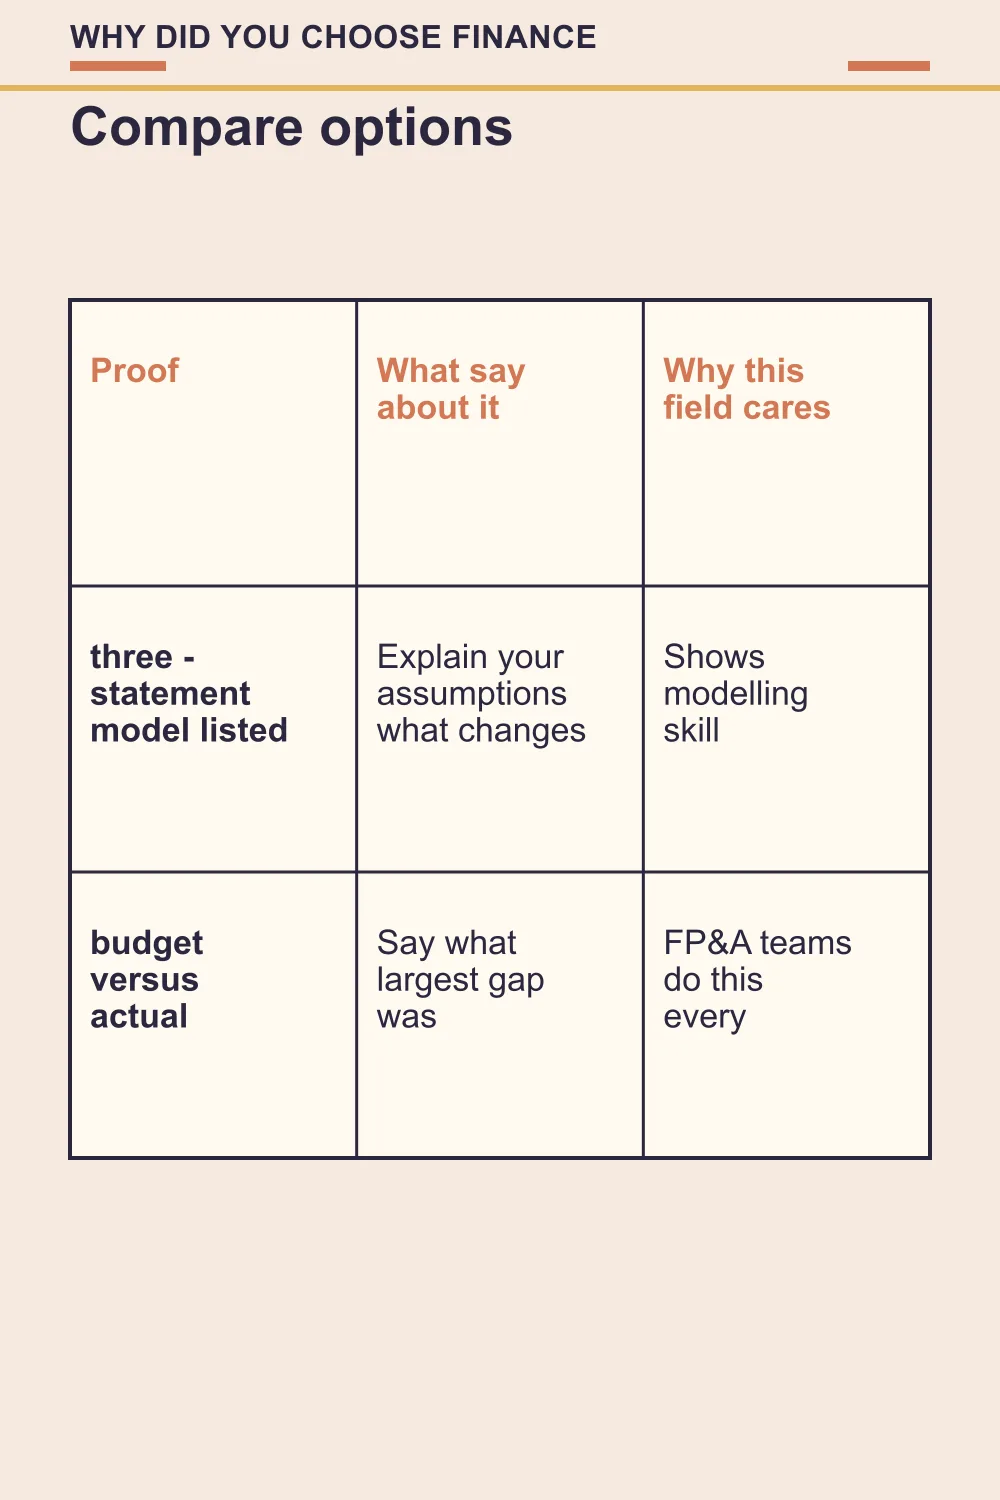 WHY DID YOU CHOOSE FINANCE
Compare options
Proof
What say
about it
Why this
field cares
three -
statement
model listed
Explain your
assumptions
what changes
Shows
modelling
skill
budget
versus
actual
Say what
largest gap
was
FP&A teams
do this
every